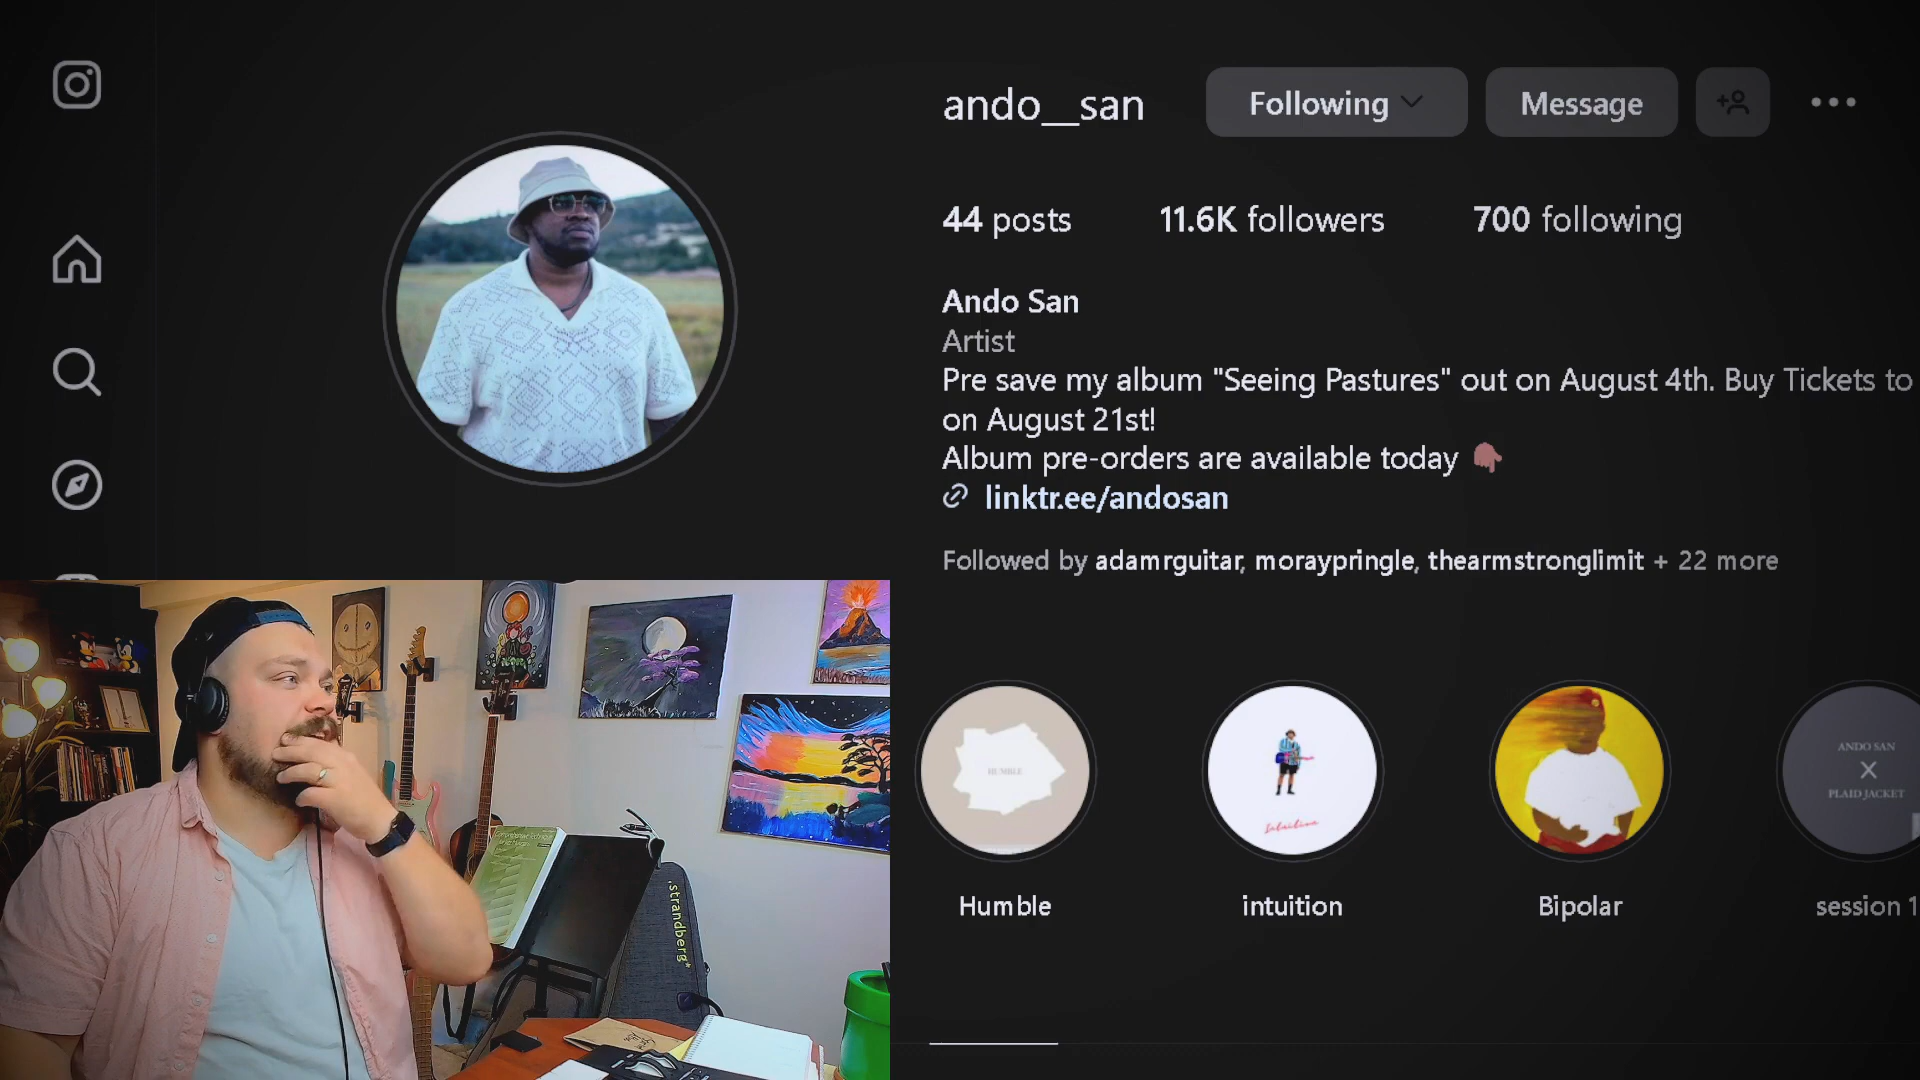 ando__san
Following
Message
44 posts
11.6K followers
700 following
Ando San
Artist
Pre save my album "Seeing Pastures" out on August 4th. Buy Tickets to
on August 21st!
Album pre-orders are available today
linktr.ee/andosan
Followed by adamrguitar, moraypringle, thearmstronglimit + 22 more
HUMBLE
Intuition
ANDO SAN
X
PLAID JACKET
Humble
intuition
Bipolar
session 1
.strandberg*